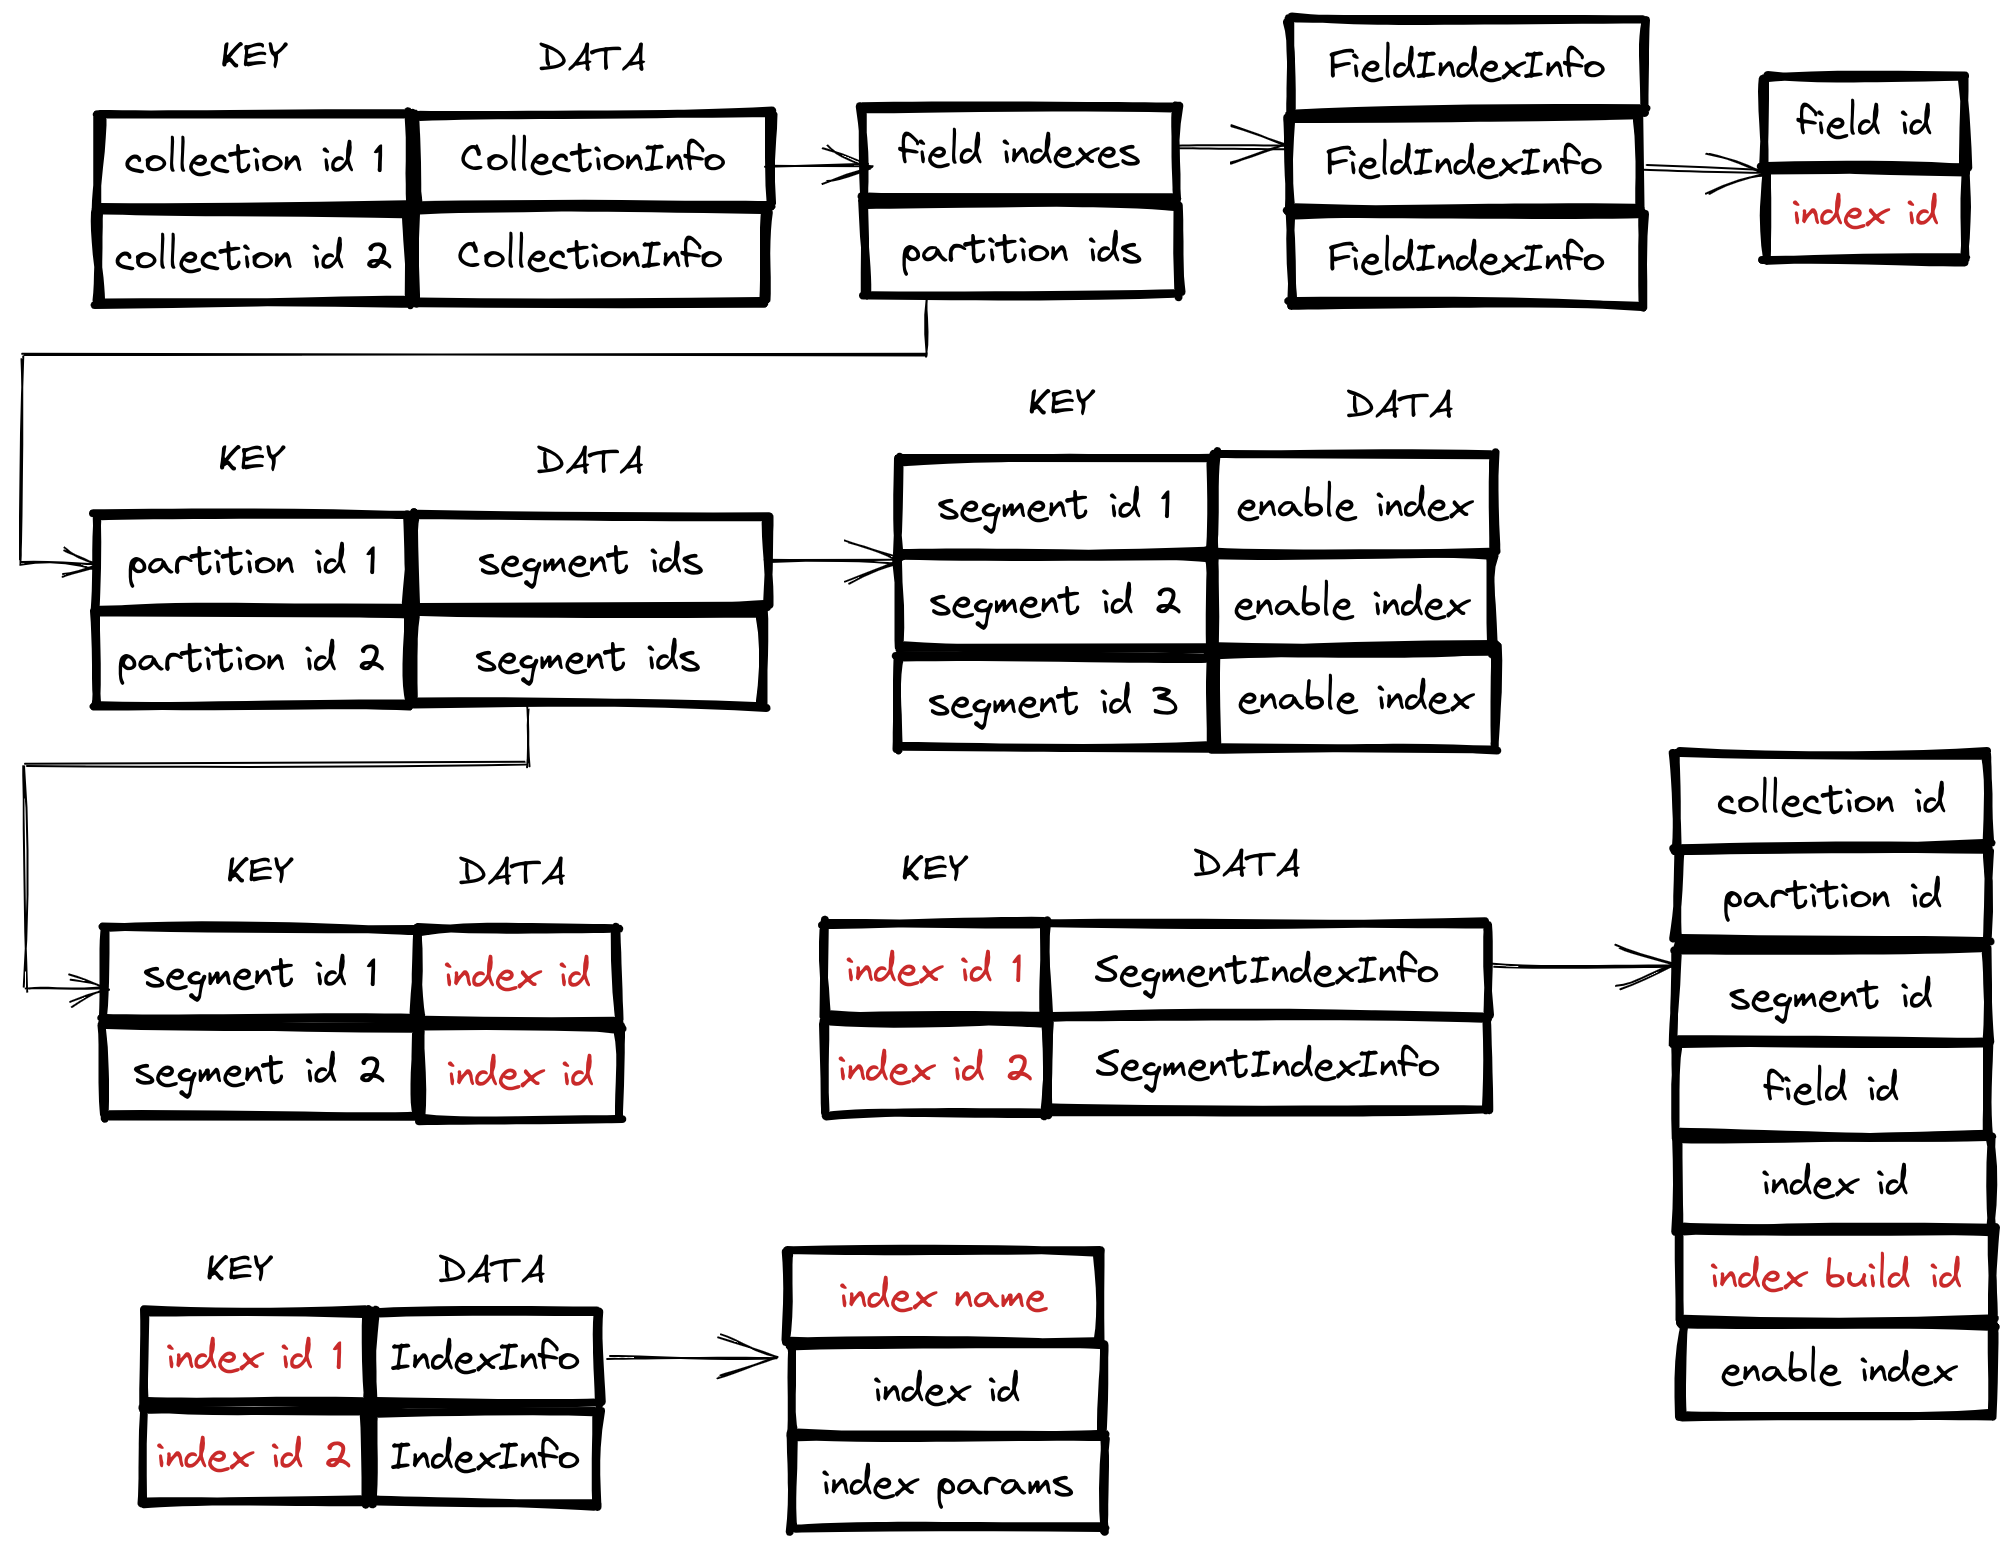 KEY
DATA
collection id 1
CollectionInfo
collection id 2
CollectionInfo
field indexes
partition ids
FieldIndexInfo
FieldIndexInfo
FieldIndexInfo
field id
index id
KEY
DATA
partition id 1
segment ids
partition id 2
segment ids
KEY
DATA
segment id 1
enable index
segment id 2
enable index
segment id 3
enable index
KEY
DATA
segment id 1
index id
segment id 2
index id
KEY
DATA
index id 1
SegmentIndexInfo
index id 2
SegmentIndexInfo
collection id
partition id
segment id
field id
index id
index build id
enable index
KEY
DATA
index id 1
IndexInfo
index id 2
IndexInfo
index name
index id
index params